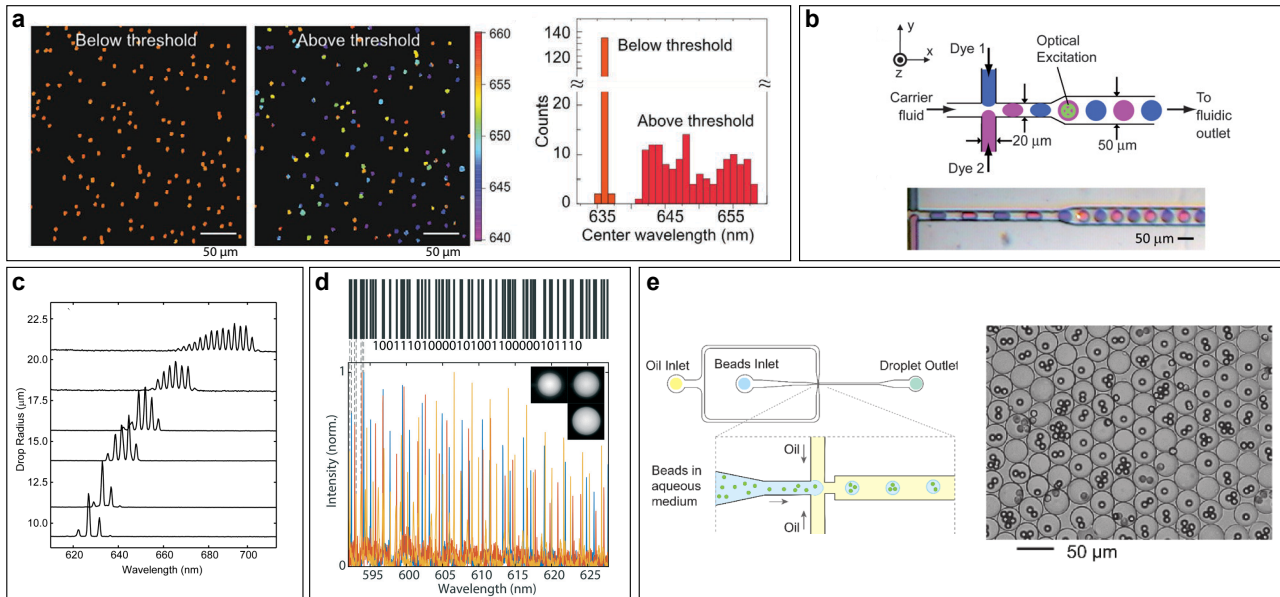 a
Below threshold
50 µm
Above threshold
50 µm
660
655
650
645
640
140
120
20
10
0
Counts
Below threshold
Above threshold
635
645
655
Center wavelength (nm)
b
y
x
z
Dye 1
Optical
Excitation
Carrier
fluid
To
fluidic
outlet
20 µm
50 µm
Dye 2
50 µm
c
22.5
20.0
17.5
15.0
12.5
10.0
Drop Radius (µm)
620
640
660
680
700
Wavelength (nm)
d
10011101000010100110000010 1110
1
0
Intensity (norm.)
595
600
605
610
615
620
625
Wavelength (nm)
e
Oil Inlet
Beads Inlet
Droplet Outlet
Oil
Beads in
aqueous
medium
Oil
50 µm